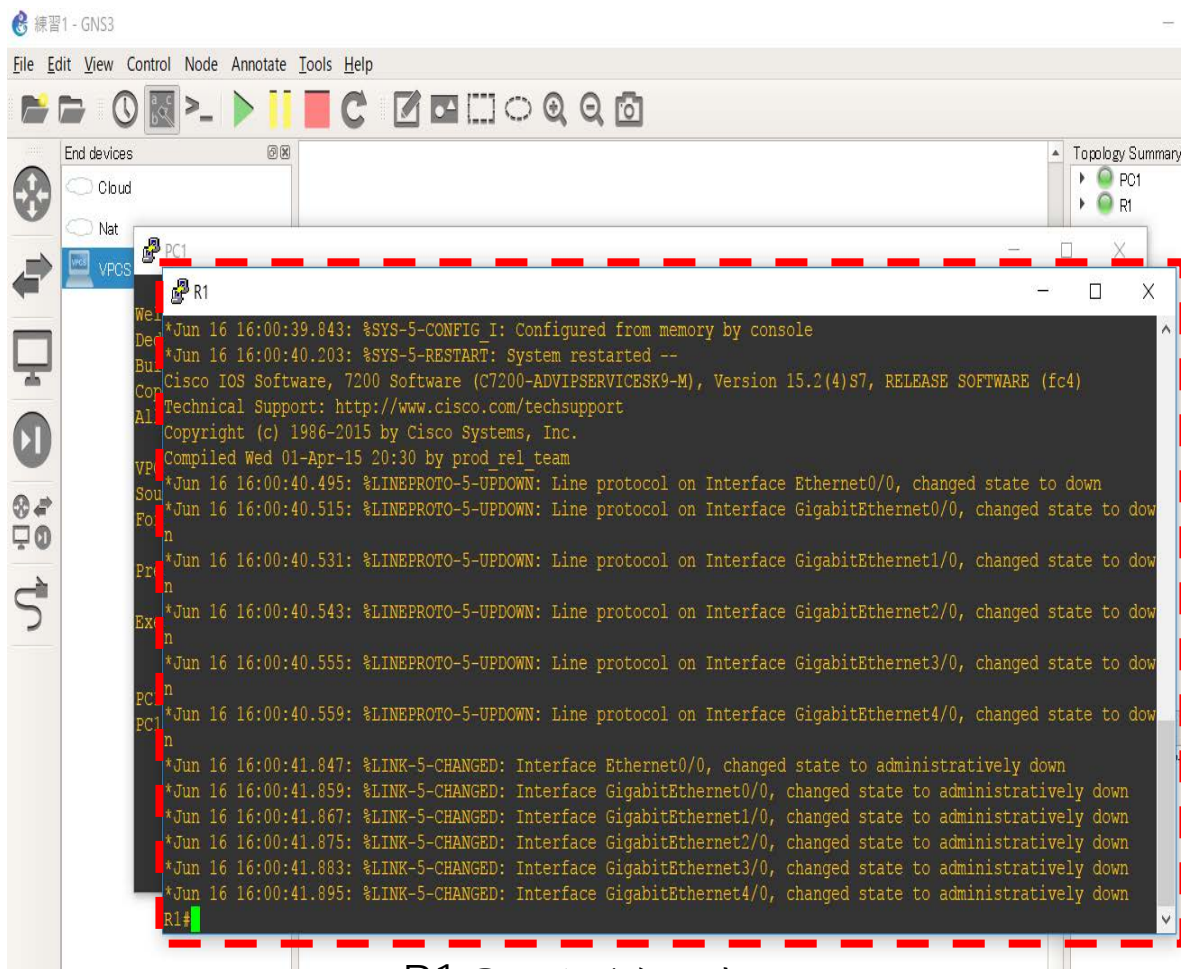 練習1 - GNS3
File Edit View Control Node Annotate Tools Help
End devices
Cloud
Nat
VPCS
Topology Summary
PC1
R1
PC1
R1
*Jun 16 16:00:39.843: %SYS-5-CONFIG_I: Configured from memory by console
*Jun 16 16:00:40.203: %SYS-5-RESTART: System restarted --
Cisco IOS Software, 7200 Software (C7200-ADVIPSERVICESK9-M), Version 15.2(4)S7, RELEASE SOFTWARE (fc4)
Technical Support: http://www.cisco.com/techsupport
Copyright (c) 1986-2015 by Cisco Systems, Inc.
Compiled Wed 01-Apr-15 20:30 by prod_rel_team
*Jun 16 16:00:40.495: %LINEPROTO-5-UPDOWN: Line protocol on Interface Ethernet0/0, changed state to down
*Jun 16 16:00:40.515: %LINEPROTO-5-UPDOWN: Line protocol on Interface GigabitEthernet0/0, changed state to dow
n
*Jun 16 16:00:40.531: %LINEPROTO-5-UPDOWN: Line protocol on Interface GigabitEthernet1/0, changed state to dow
n
*Jun 16 16:00:40.543: %LINEPROTO-5-UPDOWN: Line protocol on Interface GigabitEthernet2/0, changed state to dow
n
*Jun 16 16:00:40.555: %LINEPROTO-5-UPDOWN: Line protocol on Interface GigabitEthernet3/0, changed state to dow
n
*Jun 16 16:00:40.559: %LINEPROTO-5-UPDOWN: Line protocol on Interface GigabitEthernet4/0, changed state to dow
n
*Jun 16 16:00:41.847: %LINK-5-CHANGED: Interface Ethernet0/0, changed state to administratively down
*Jun 16 16:00:41.859: %LINK-5-CHANGED: Interface GigabitEthernet0/0, changed state to administratively down
*Jun 16 16:00:41.867: %LINK-5-CHANGED: Interface GigabitEthernet1/0, changed state to administratively down
*Jun 16 16:00:41.875: %LINK-5-CHANGED: Interface GigabitEthernet2/0, changed state to administratively down
*Jun 16 16:00:41.883: %LINK-5-CHANGED: Interface GigabitEthernet3/0, changed state to administratively down
*Jun 16 16:00:41.895: %LINK-5-CHANGED: Interface GigabitEthernet4/0, changed state to administratively down
R1#